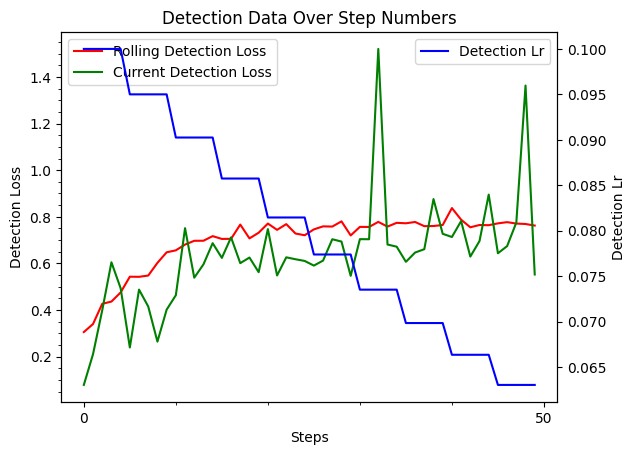 Detection Data Over Step Numbers
Rolling Detection Loss
Current Detection Loss
Detection Lr
1.4
1.2
1.0
0.8
0.6
0.4
0.2
Detection Loss
0.100
0.095
0.090
0.085
0.080
0.075
0.070
0.065
Detection Lr
0
50
Steps